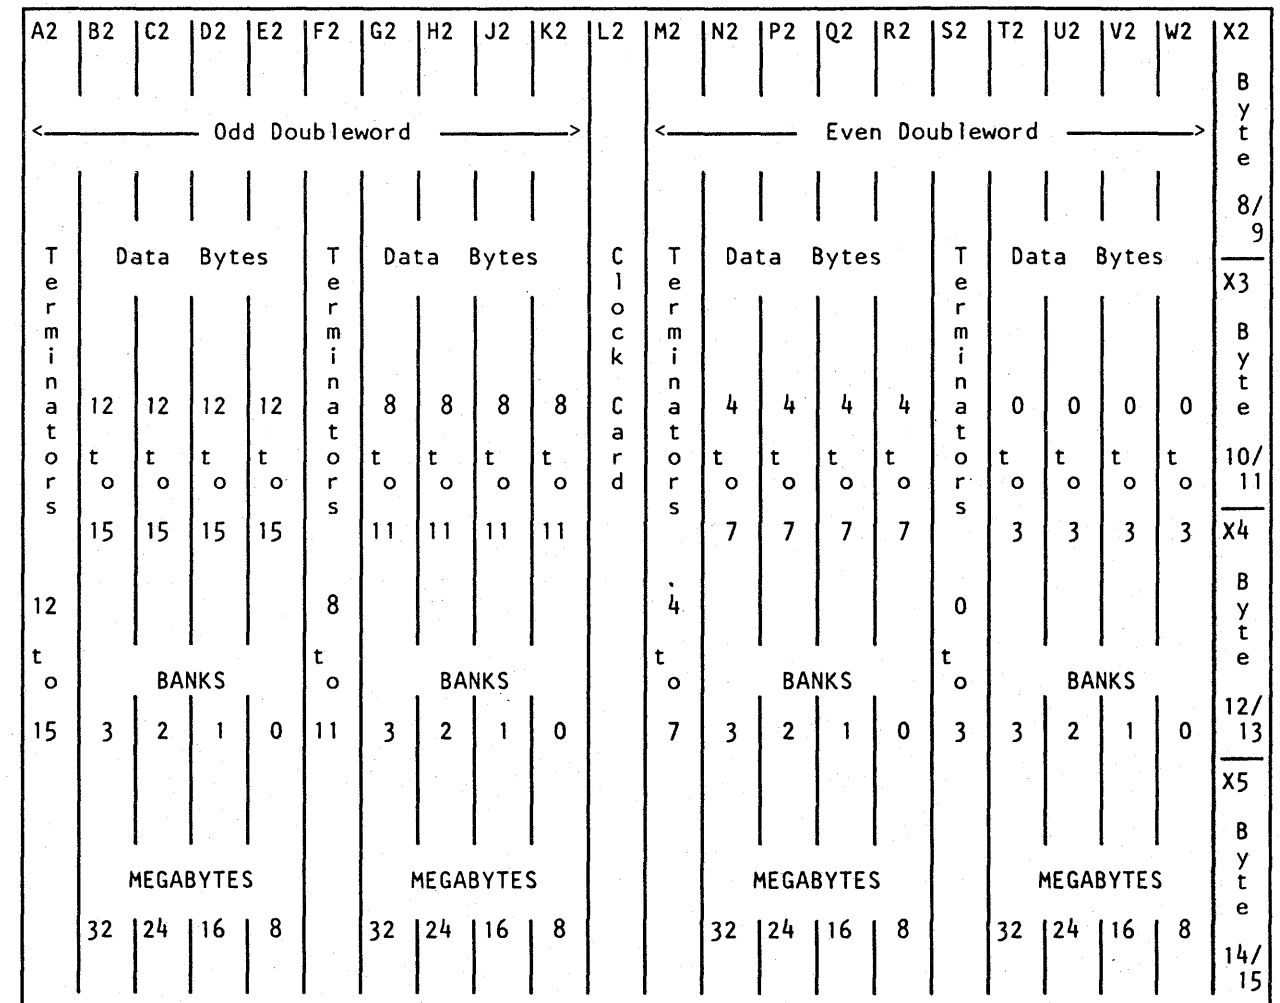 A2 B2 C2 D2 E2 F2 G2 H2 J2 K2 L2 M2 N2 P2 Q2 R2 S2 T2 U2 V2 W2 X2
Byte 8/9
<——— Odd Doubleword ———>
<——— Even Doubleword ———>
Terminators 12 to 15
Data Bytes
12 to 15
12 to 15
12 to 15
12 to 15
BANKS
3 2 1 0
MEGABYTES
32 24 16 8
Terminators 8 to 11
Data Bytes
8 to 11
8 to 11
8 to 11
8 to 11
BANKS
3 2 1 0
MEGABYTES
32 24 16 8
Clock Card
Terminators 4 to 7
Data Bytes
4 to 7
4 to 7
4 to 7
4 to 7
BANKS
3 2 1 0
MEGABYTES
32 24 16 8
Terminators 0 to 3
Data Bytes
0 to 3
0 to 3
0 to 3
0 to 3
BANKS
3 2 1 0
MEGABYTES
32 24 16 8
X3
Byte 10/11
X4
Byte 12/13
X5
Byte 14/15